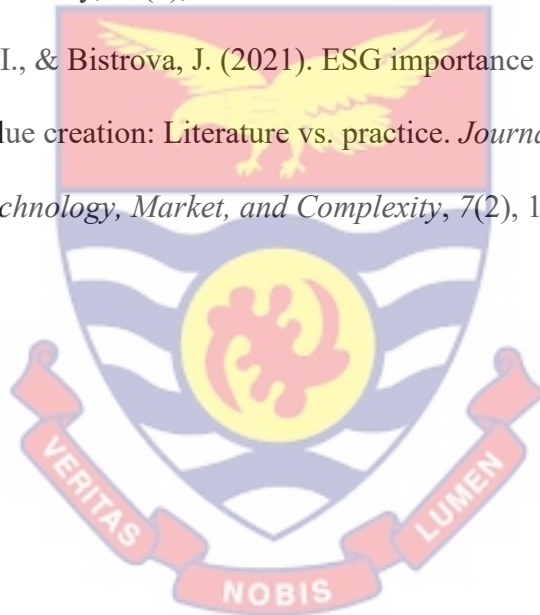 I., & Bistrova, J. (2021). ESG importance
lue creation: Literature vs. practice. Journa
chnology, Market, and Complexity, 7(2), 1
VERITAS
NOBIS
LUMEN